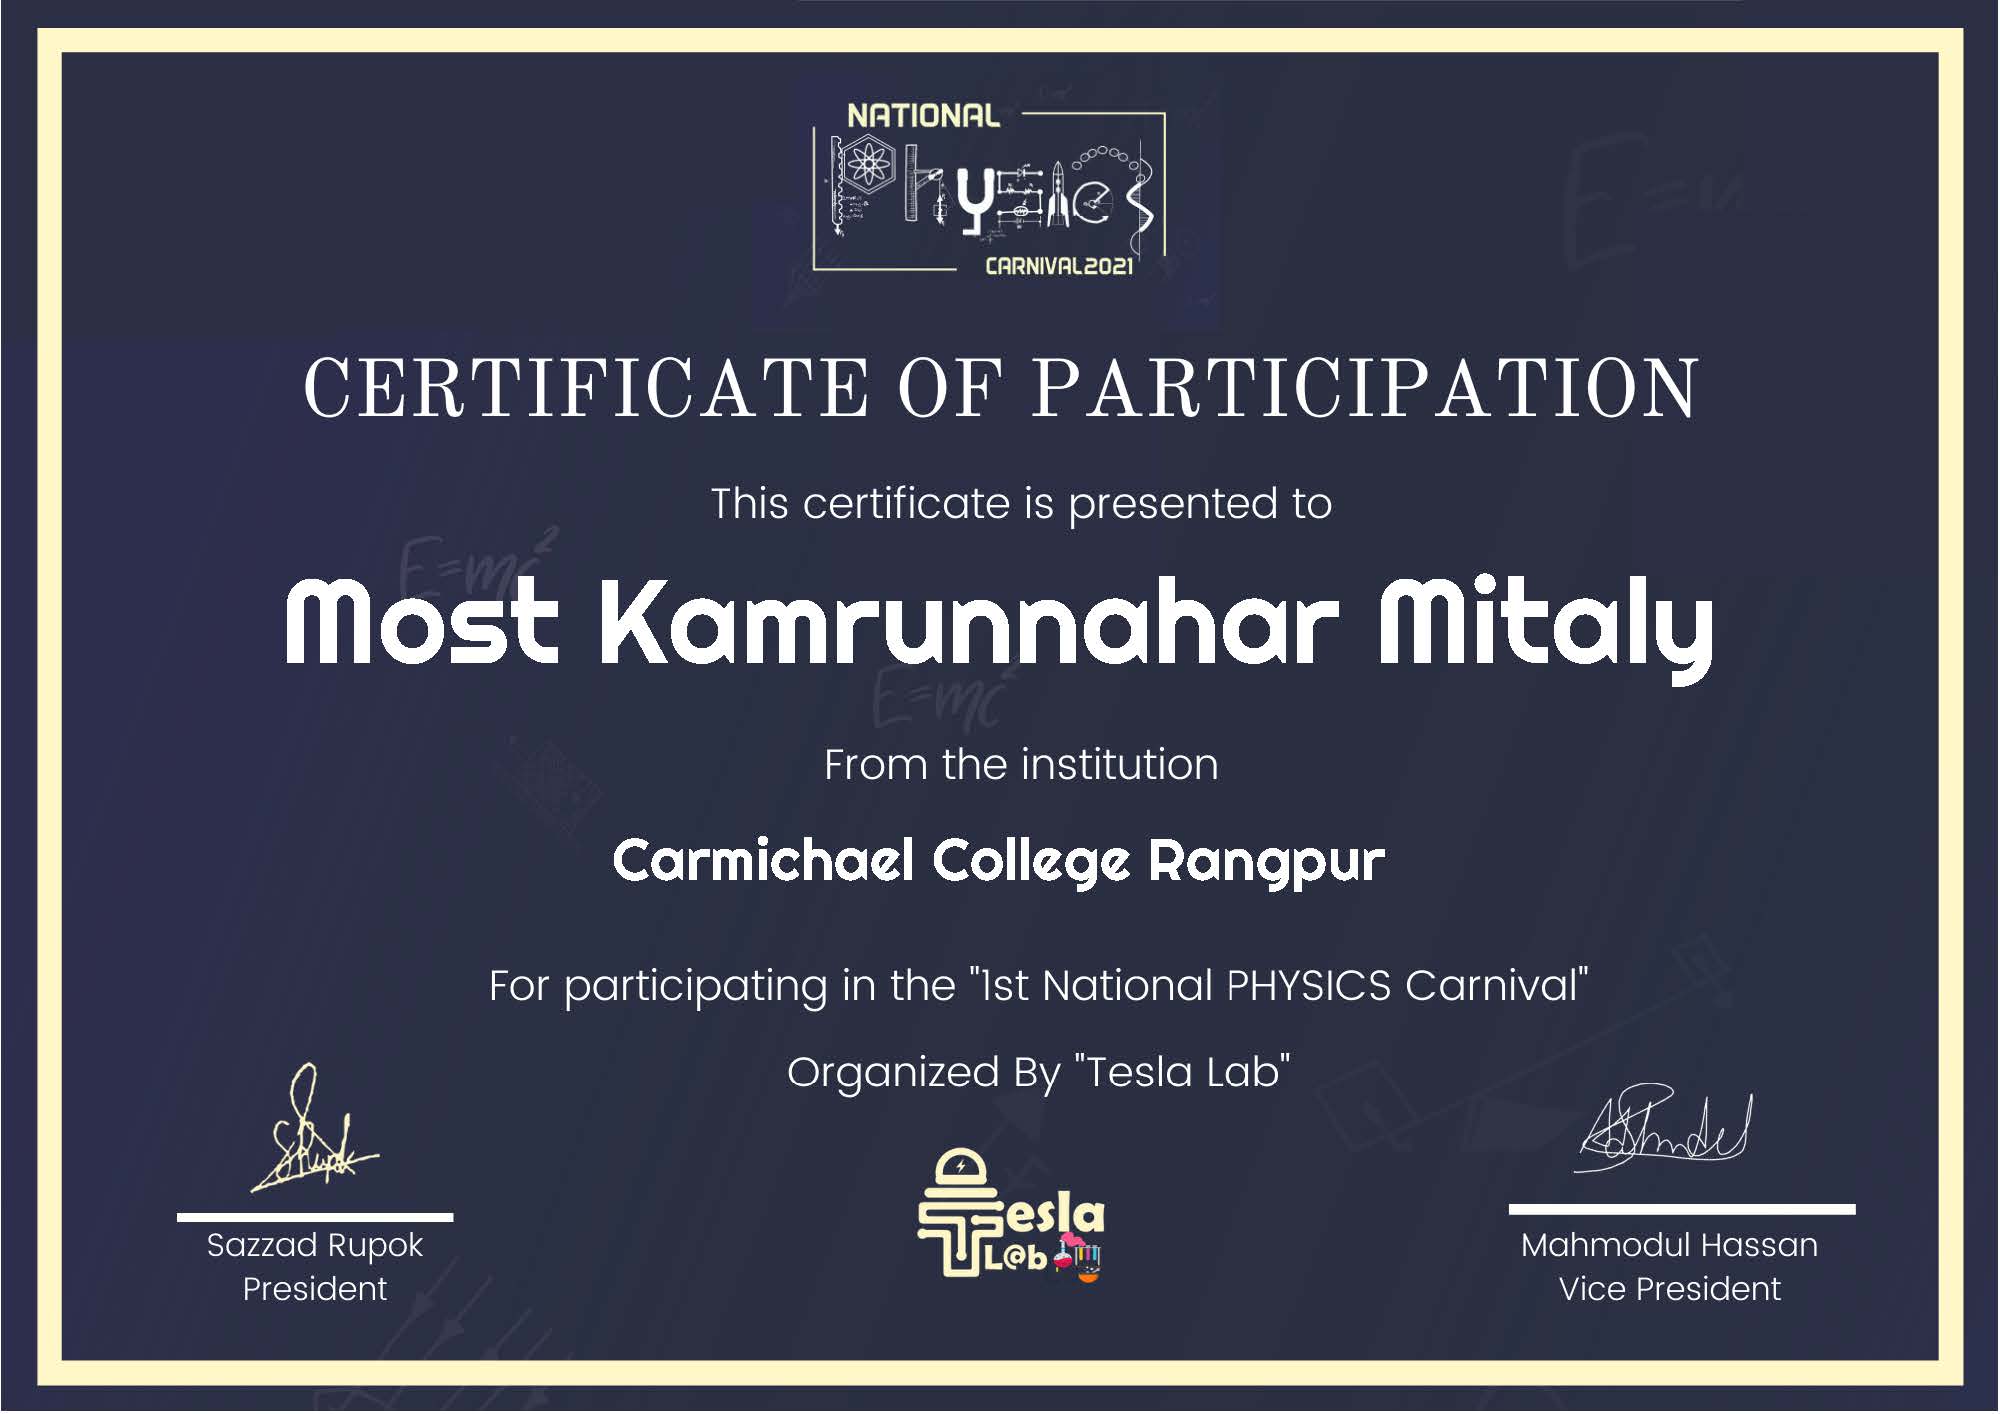 NATIONAL
Physics
CARNIVAL2021
CERTIFICATE OF PARTICIPATION
This certificate is presented to
E=mc²
Most Kamrunnahar Mitaly
E=mc²
From the institution
Carmichael College Rangpur
For participating in the "1st National PHYSICS Carnival"
Organized By "Tesla Lab"
Tesla
L@b
Sazzad Rupok
President
Mahmodul Hassan
Vice President